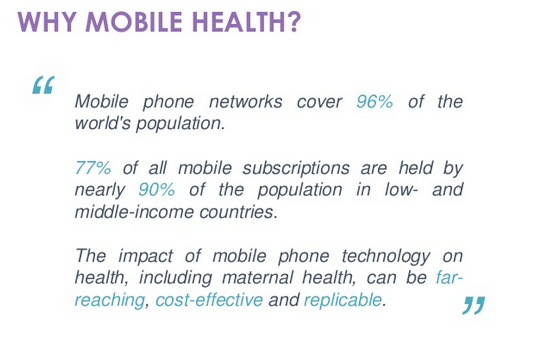 WHY MOBILE HEALTH?
“
Mobile phone networks cover 96% of the
world's population.
77% of all mobile subscriptions are held by
nearly 90% of the population in low- and
middle-income countries.
The impact of mobile phone technology on
health, including maternal health, can be far-
reaching, cost-effective and replicable.
”